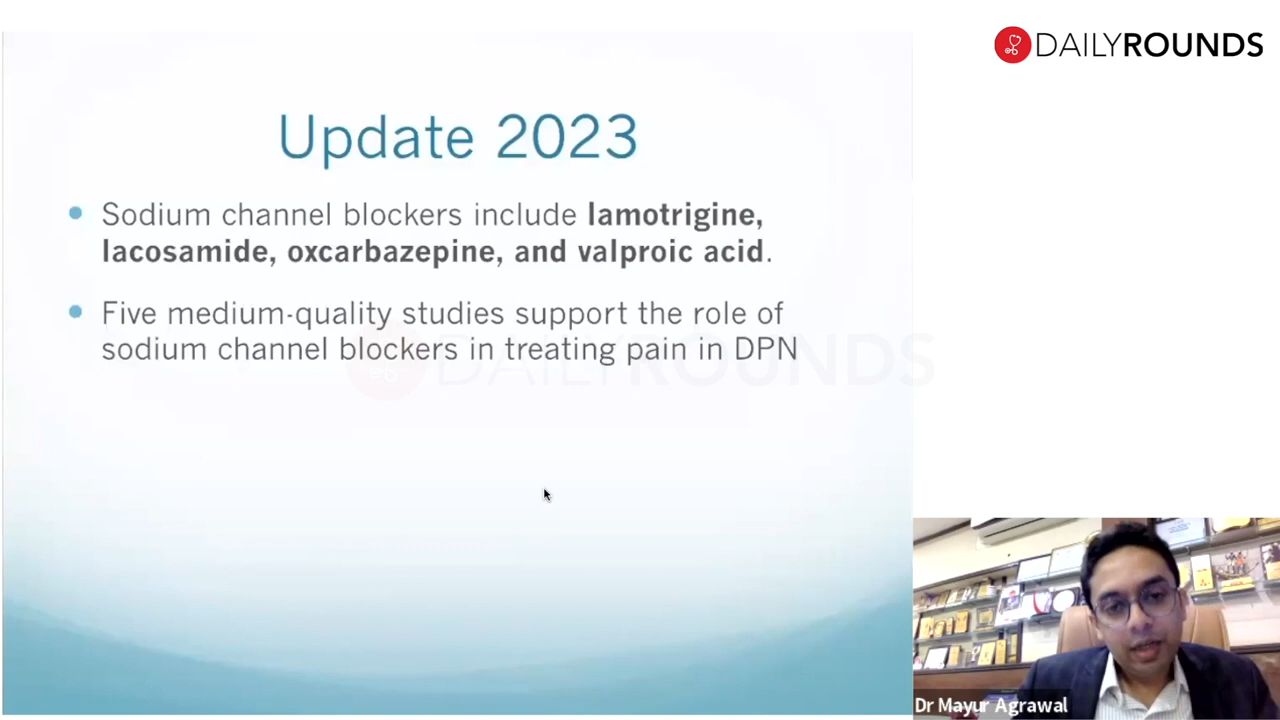 DAILYROUNDS
Update 2023
Sodium channel blockers include lamotrigine,
lacosamide, oxcarbazepine, and valproic acid.
Five medium-quality studies support the role of
sodium channel blockers in treating pain in DPN
DAILYROUNDS
Dr Mayur Agrawal